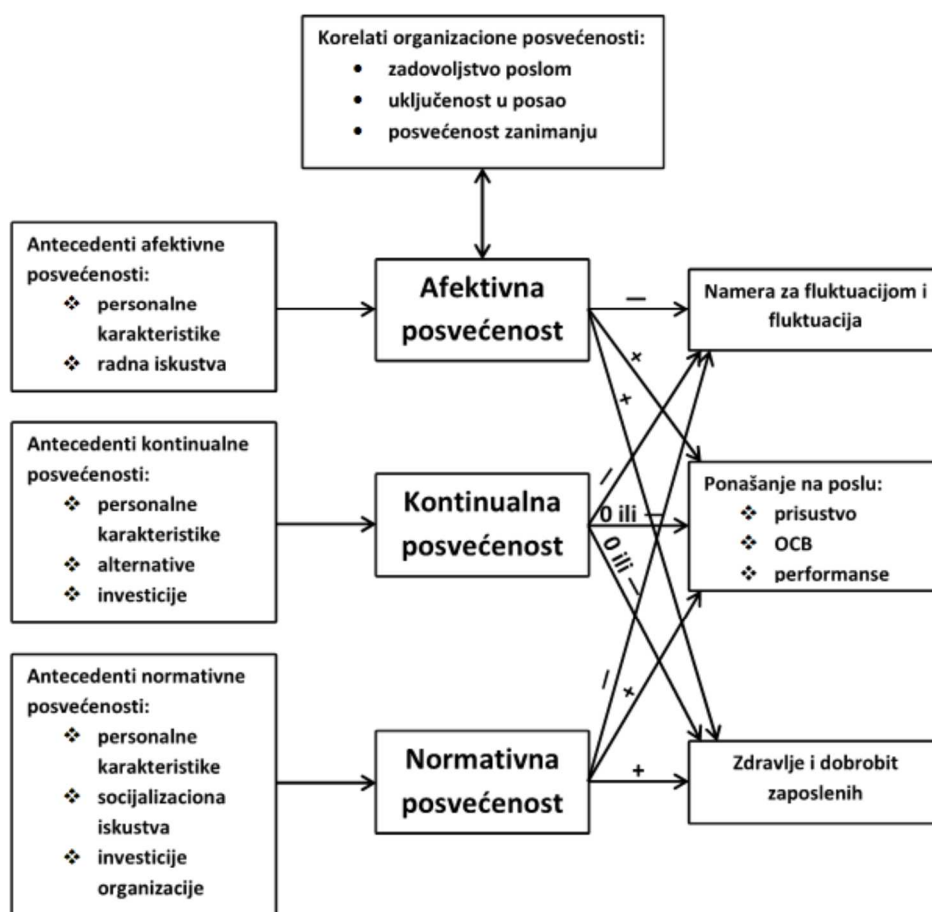 Korelati organizacione posvećenosti:
• zadovoljstvo poslom
• uključenost u posao
• posvećenost zanimanju
Antecedenti afektivne
posvećenosti:
❖ personalne
karakteristike
❖ radna iskustva
Afektivna
posvećenost
—
+
+
Namera za fluktuacijom i
fluktuacija
Antecedenti kontinualne
posvećenosti:
❖ personalne
karakteristike
❖ alternative
❖ investicije
Kontinualna
posvećenost
—
0 ili —
0 ili —
Ponašanje na poslu:
❖ prisustvo
❖ OCB
❖ performanse
Antecedenti normativne
posvećenosti:
❖ personalne
karakteristike
❖ socijalizaciona
iskustva
❖ investicije
organizacije
Normativna
posvećenost
—
+
+
Zdravlje i dobrobit
zaposlenih